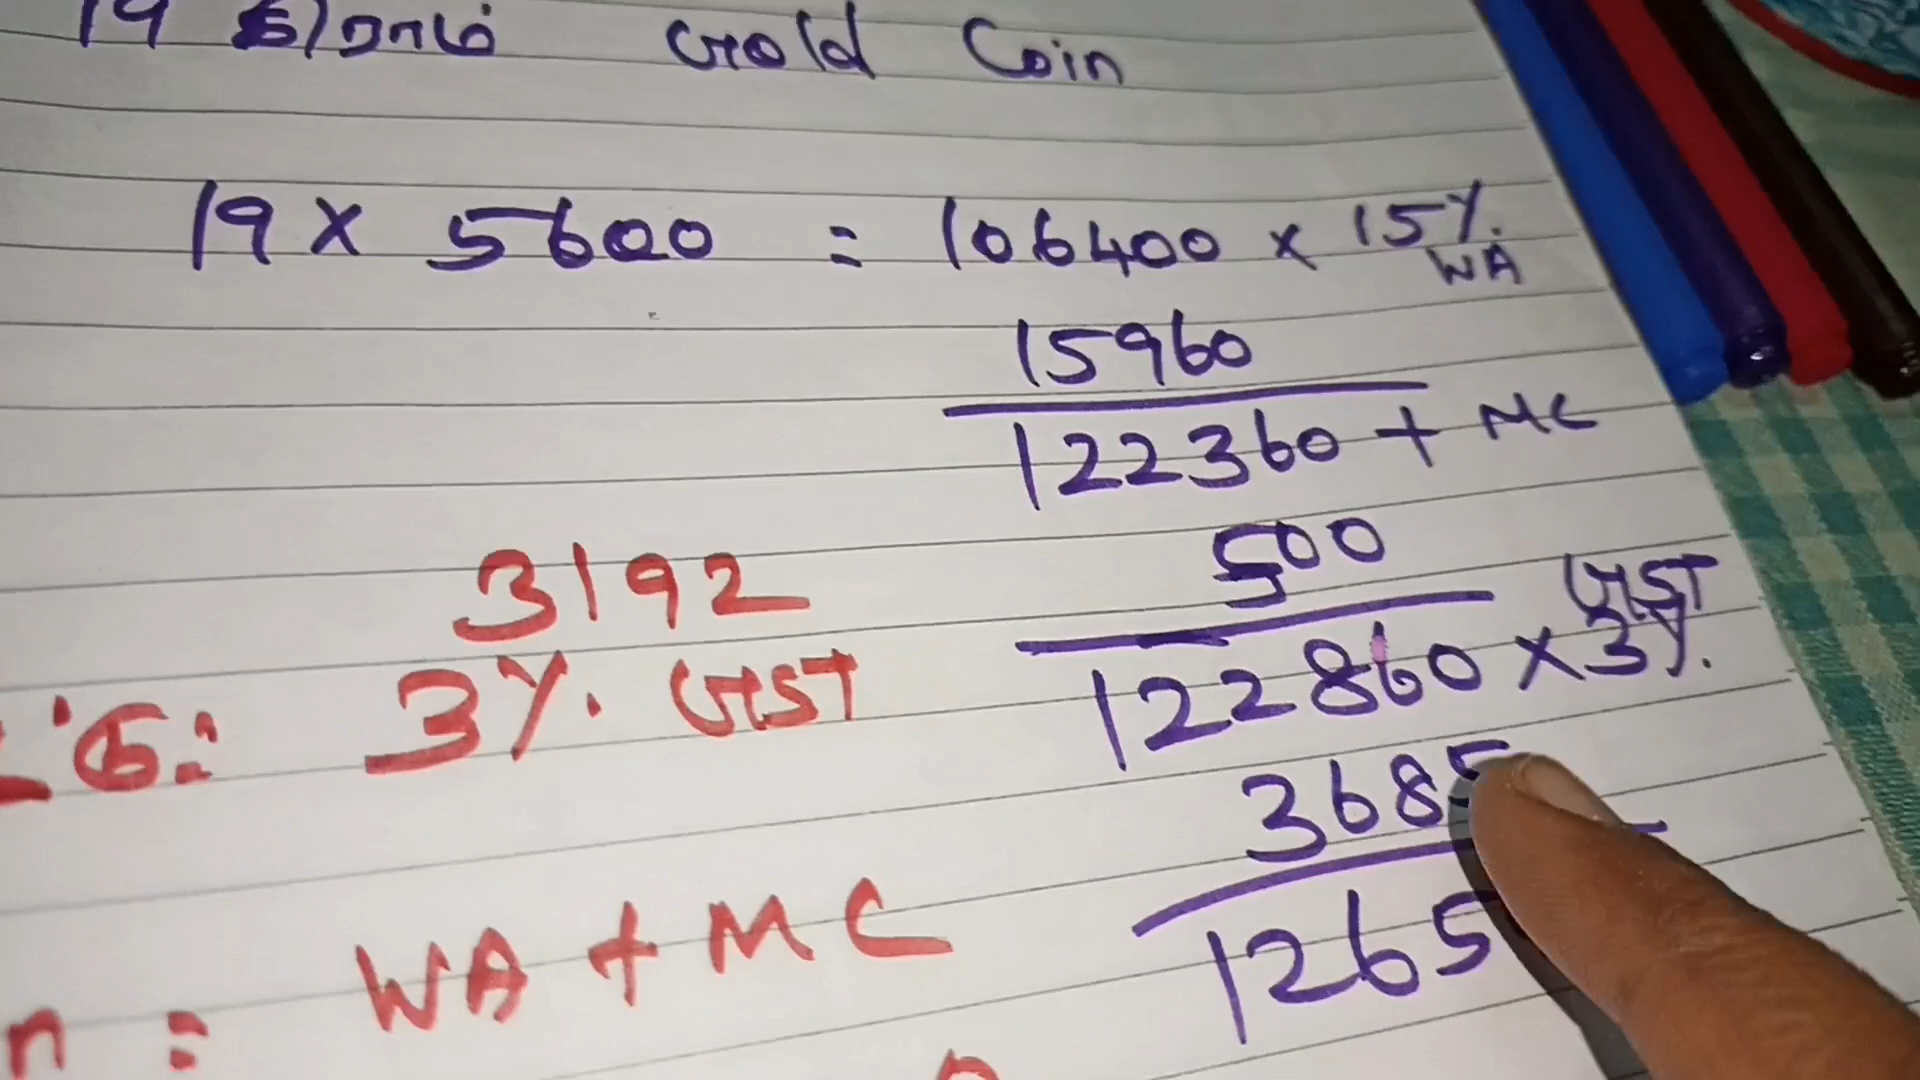 19 கிராம் Gold Coin
19 x 5600 = 106400 x 15%
WA
15960
122360 + MC
500
GST
122860 x 3%
3685
1265
3192
3% GST
WA + MC